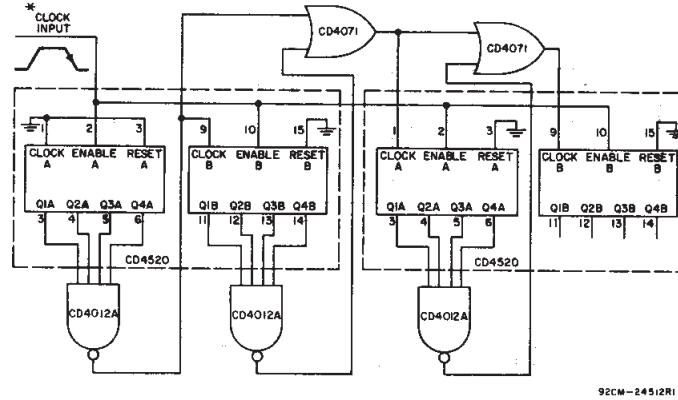 * CLOCK
INPUT
CD4071
CD4071
1 2 3
CLOCK ENABLE RESET
A A A
Q1A Q2A Q3A Q4A
3 4 5 6
9 10 15
CLOCK ENABLE RESET
B B B
Q1B Q2B Q3B Q4B
11 12 13 14
CD4520
1 2 3
CLOCK ENABLE RESET
A A A
Q1A Q2A Q3A Q4A
3 4 5 6
9 10 15
CLOCK ENABLE RESET
B B B
Q1B Q2B Q3B Q4B
11 12 13 14
CD4520
CD4012A
CD4012A
CD4012A
92CM-24512R1